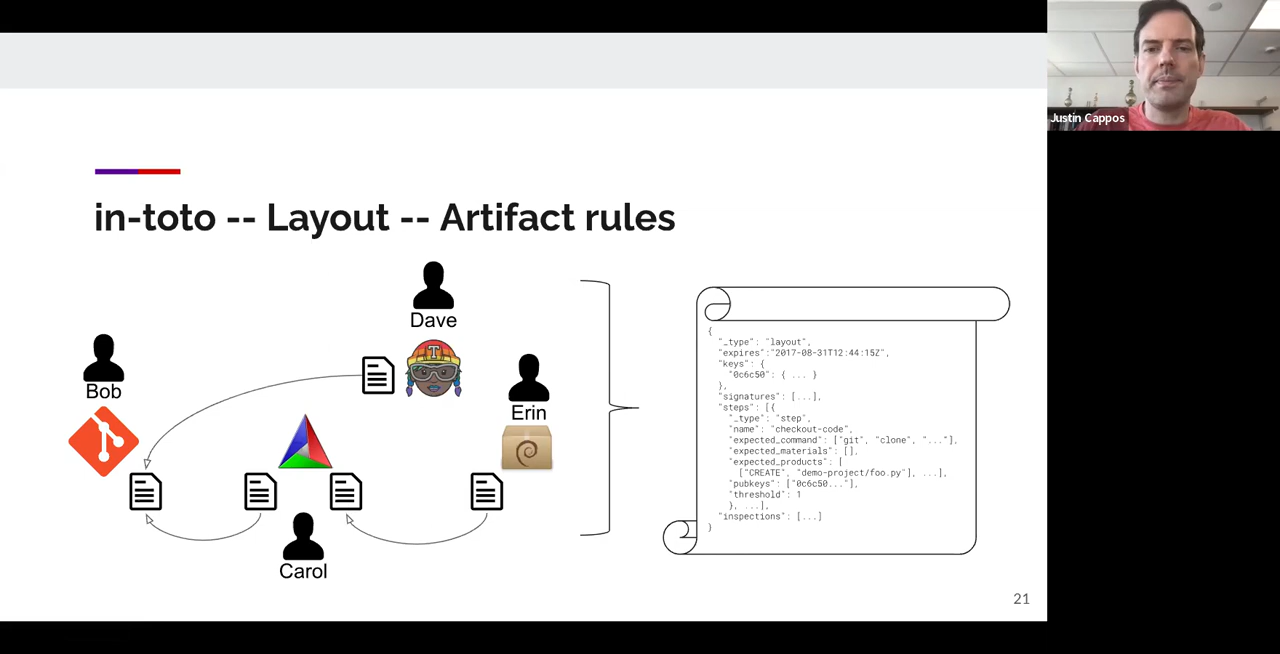 Justin Cappos
in-toto -- Layout -- Artifact rules
Dave
Bob
T
Erin
Carol
{
"_type": "layout",
"expires":"2017-08-31T12:44:15Z",
"keys": {
"0c6c50": { ... }
},
"signatures": [...],
"steps": [{
"_type": "step",
"name": "checkout-code",
"expected_command": ["git", "clone", "..."],
"expected_materials": [],
"expected_products": [
["CREATE", "demo-project/foo.py"], ...],
"pubkeys": ["0c6c50..."],
"threshold": 1
}, ...],
"inspections": [...]
}
21